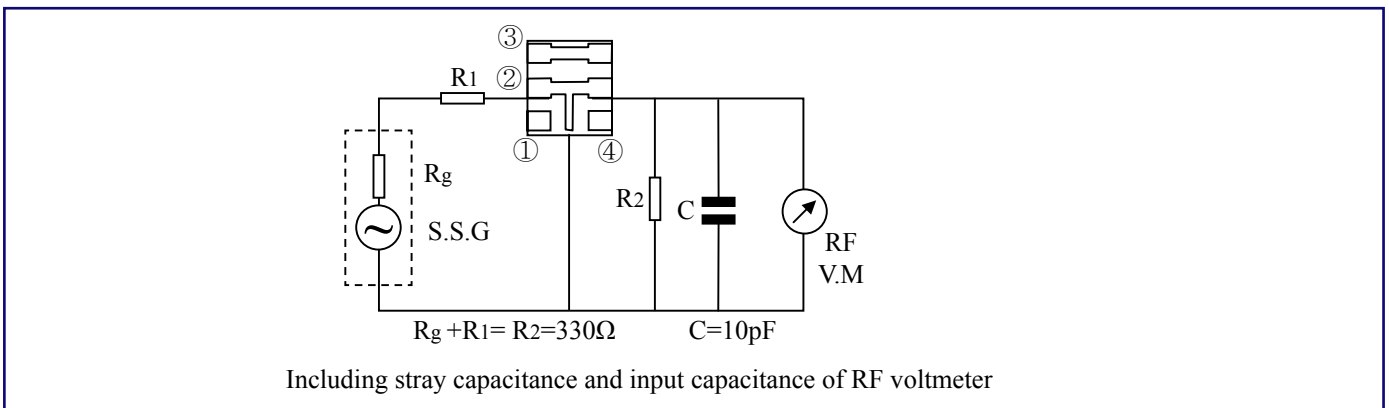 ③
R1 ②
① ④
Rg
R2 C
S.S.G
RF
V.M
Rg +R1= R2=330Ω C=10pF
Including stray capacitance and input capacitance of RF voltmeter